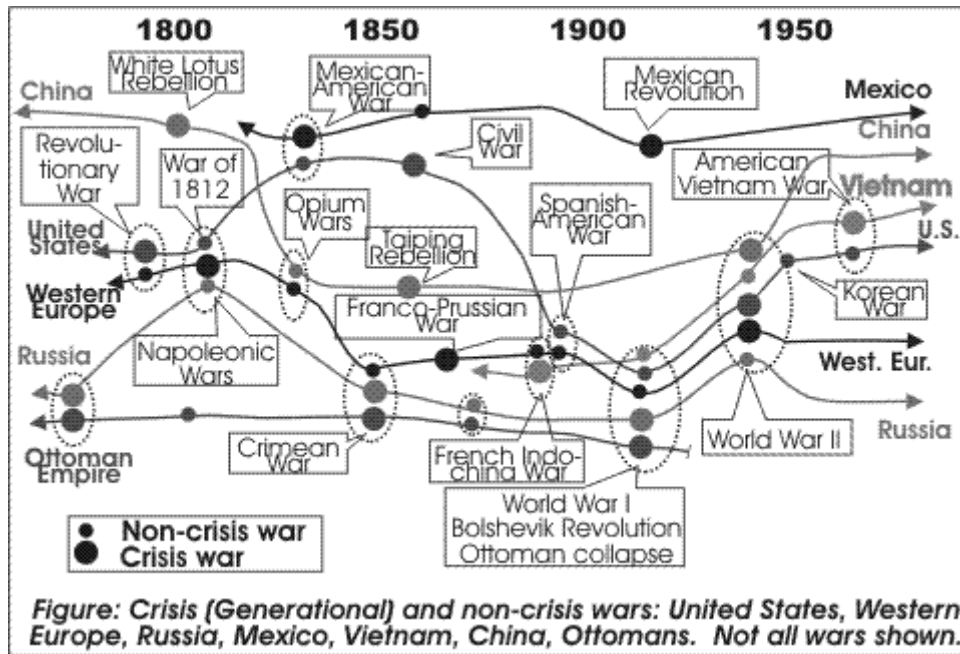 1800 1850 1900 1950
White Lotus
Rebellion
Mexican-
American
War
Mexican
Revolution
Mexico
China
China
Revolu-
tionary
War
War of
1812
Civil
War
American
Vietnam War
Vietnam
Opium
Wars
Spanish-
American
War
United
States
U.S.
Taiping
Rebellion
Western
Europe
Franco-Prussian
War
Korean
War
Russia
Napoleonic
Wars
West. Eur.
Ottoman
Empire
Crimean
War
French Indo-
china War
World War II
Russia
World War I
Bolshevik Revolution
Ottoman collapse
Non-crisis war
Crisis war
Figure: Crisis (Generational) and non-crisis wars: United States, Western
Europe, Russia, Mexico, Vietnam, China, Ottomans. Not all wars shown.